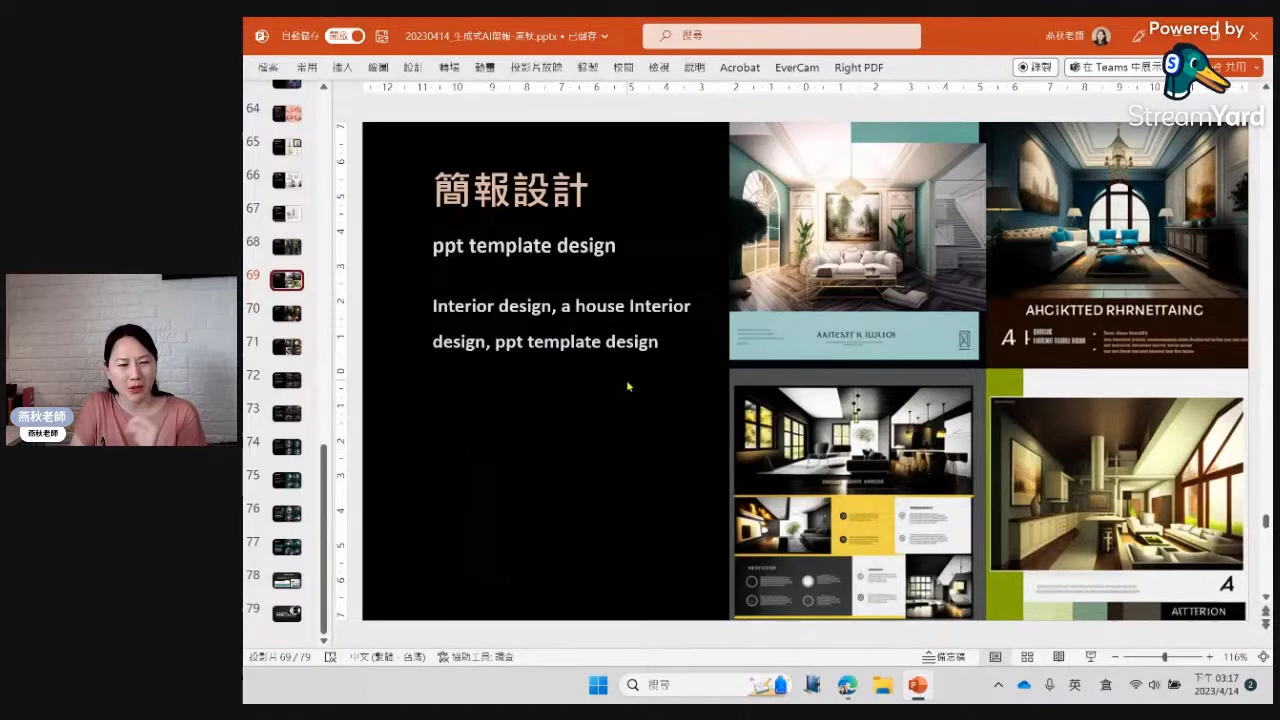 Powered by
StreamYard
自動儲存
開啟
20230414_生成式AI簡報-燕秋.pptx • 已儲存
搜尋
燕秋老師
檔案 常用 插入 繪圖 設計 轉場 動畫 投影片放映 錄製 校閱 檢視 說明 Acrobat EverCam Right PDF
錄製
在 Teams 中展示
共用
64
65
66
67
68
69
70
71
72
73
74
75
76
77
78
79
簡報設計
ppt template design
Interior design, a house Interior
design, ppt template design
AHCIKTTED RHRNETTAING
A
ATTTERION
燕秋老師
燕秋老師
投影片 69 / 79
中文 (繁體，台灣)
協助工具: 調查
備忘稿
116%
搜尋
英
下午 03:17
2023/4/14
2